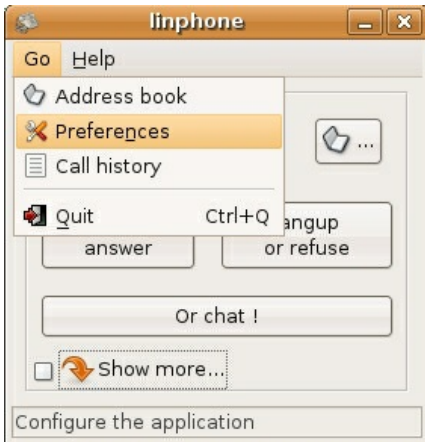 linphone
Go Help
Address book
Preferences
...
Call history
Quit Ctrl+Q
angup
answer
or refuse
Or chat !
Show more...
Configure the application